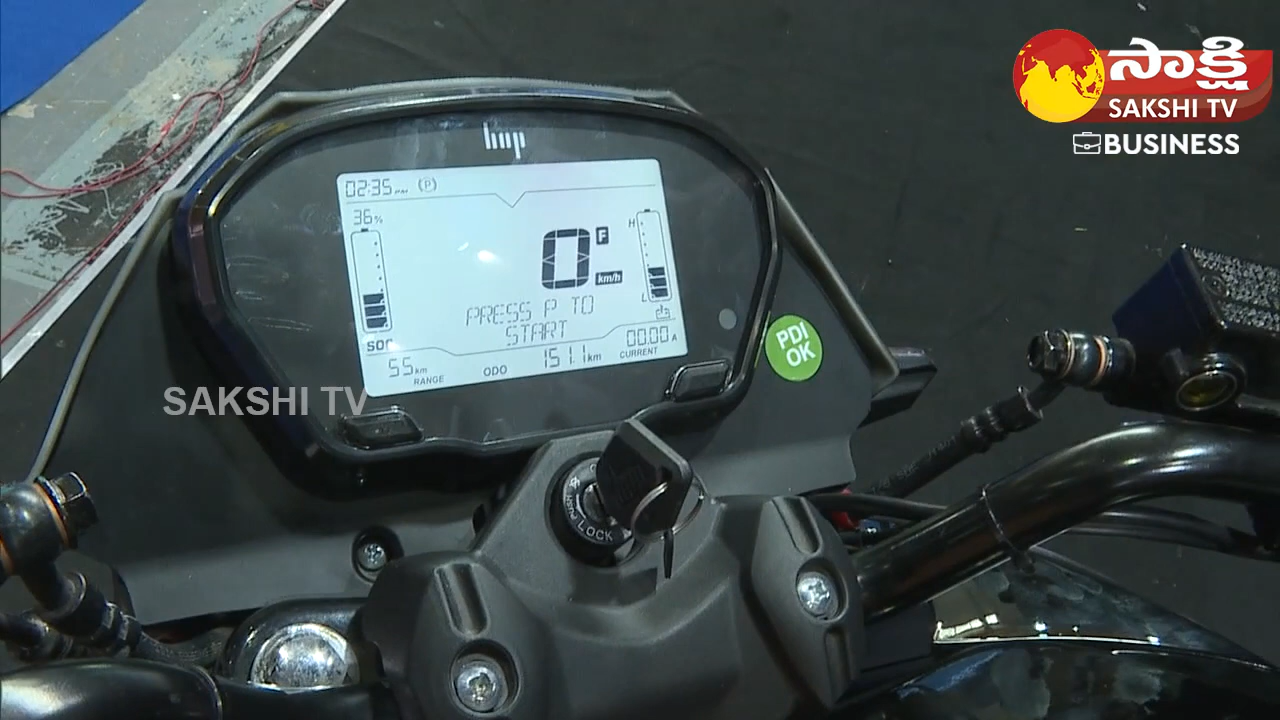 సాక్షి
SAKSHI TV
BUSINESS
hop
02:35 PM P
36%
H
0 F
km/h
L
PRESS P TO
START
SOC
55 km
RANGE
ODO
151.1 km
00.00 A
CURRENT
PDI
OK
SAKSHI TV
PUSH
LOCK